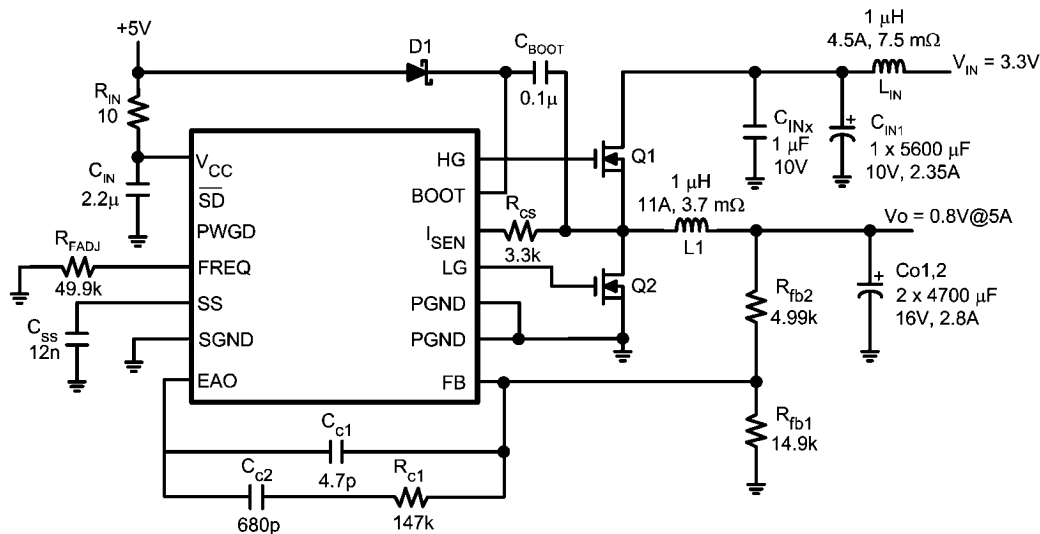 +5V
D1
C_BOOT
0.1µ
1 µH
4.5A, 7.5 mΩ
V_IN = 3.3V
L_IN
R_IN
10
C_IN
2.2µ
C_INx
1 µF
10V
C_IN1
1 x 5600 µF
10V, 2.35A
V_CC
SD
PWGD
FREQ
SS
SGND
EAO
HG
BOOT
I_SEN
LG
PGND
PGND
FB
Q1
R_CS
3.3k
1 µH
11A, 3.7 mΩ
L1
Vo = 0.8V@5A
Q2
R_FADJ
49.9k
C_SS
12n
R_fb2
4.99k
Co1,2
2 x 4700 µF
16V, 2.8A
R_fb1
14.9k
C_c1
4.7p
C_c2
680p
R_c1
147k